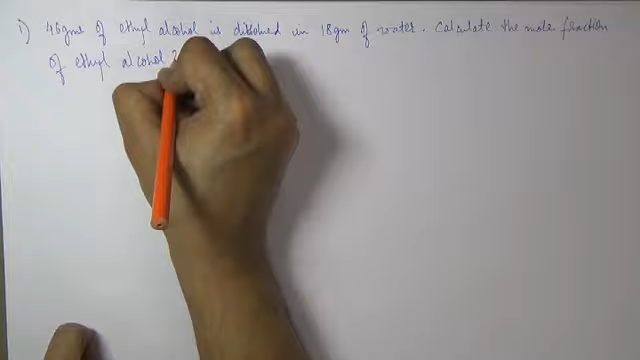 1) 46gms of ethyl alcohol is dissolved in 18gm of water. Calculate the mole fraction
of ethyl alcohol ?